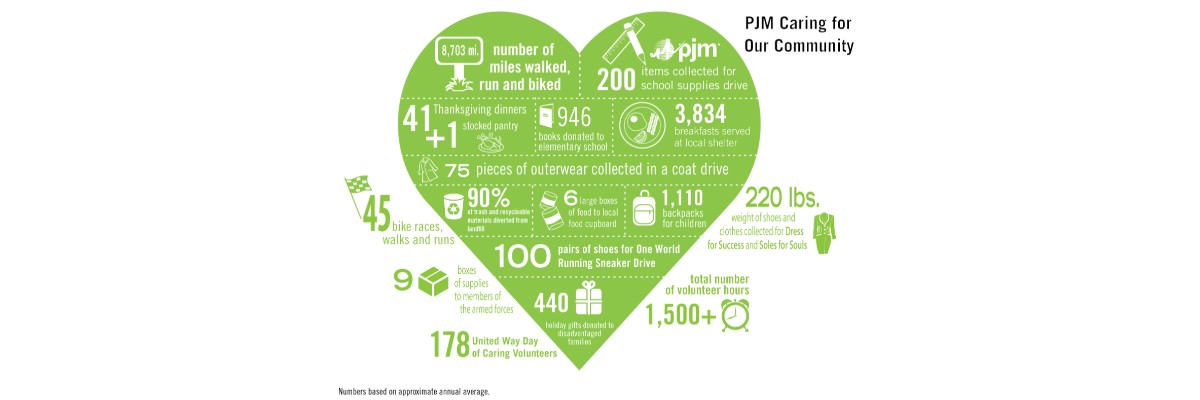 PJM Caring for
Our Community
8,703 mi.
number of
miles walked,
run and biked
pjm
200 items collected for
school supplies drive
41
+1
Thanksgiving dinners
stocked pantry
946
books donated to
elementary school
3,834
breakfasts served
at local shelter
75 pieces of outerwear collected in a coat drive
45
bike races,
walks and runs
90%
of trash and recycleable
materials diverted from
landfill
6 large boxes
of food to local
food cupboard
1,110
backpacks
for children
220 lbs.
weight of shoes and
clothes collected for Dress
for Success and Soles for Souls
100 pairs of shoes for One World
Running Sneaker Drive
9
boxes
of supplies
to members of
the armed forces
440
holiday gifts donated to
disadvantaged
families
total number
of volunteer hours
1,500+
178 United Way Day
of Caring Volunteers
Numbers based on approximate annual average.